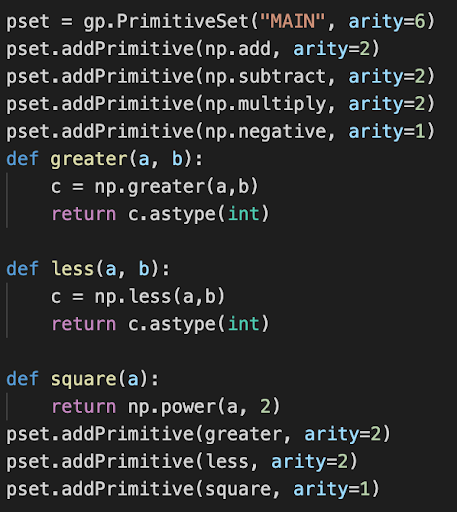 pset = gp.PrimitiveSet("MAIN", arity=6)
pset.addPrimitive(np.add, arity=2)
pset.addPrimitive(np.subtract, arity=2)
pset.addPrimitive(np.multiply, arity=2)
pset.addPrimitive(np.negative, arity=1)
def greater(a, b):
    c = np.greater(a,b)
    return c.astype(int)

def less(a, b):
    c = np.less(a,b)
    return c.astype(int)

def square(a):
    return np.power(a, 2)
pset.addPrimitive(greater, arity=2)
pset.addPrimitive(less, arity=2)
pset.addPrimitive(square, arity=1)